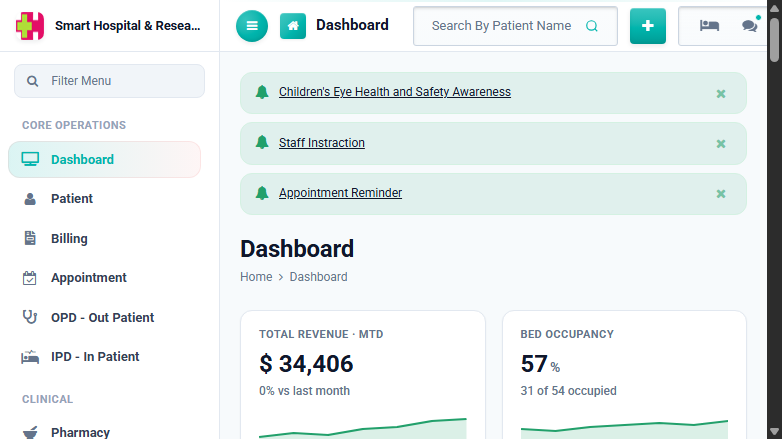 Smart Hospital & Resea...
Dashboard
Search By Patient Name
Filter Menu
CORE OPERATIONS
Dashboard
Patient
Billing
Appointment
OPD - Out Patient
IPD - In Patient
CLINICAL
Pharmacy
Children's Eye Health and Safety Awareness
Staff Instraction
Appointment Reminder
Dashboard
Home > Dashboard
TOTAL REVENUE · MTD
$ 34,406
0% vs last month
BED OCCUPANCY
57%
31 of 54 occupied